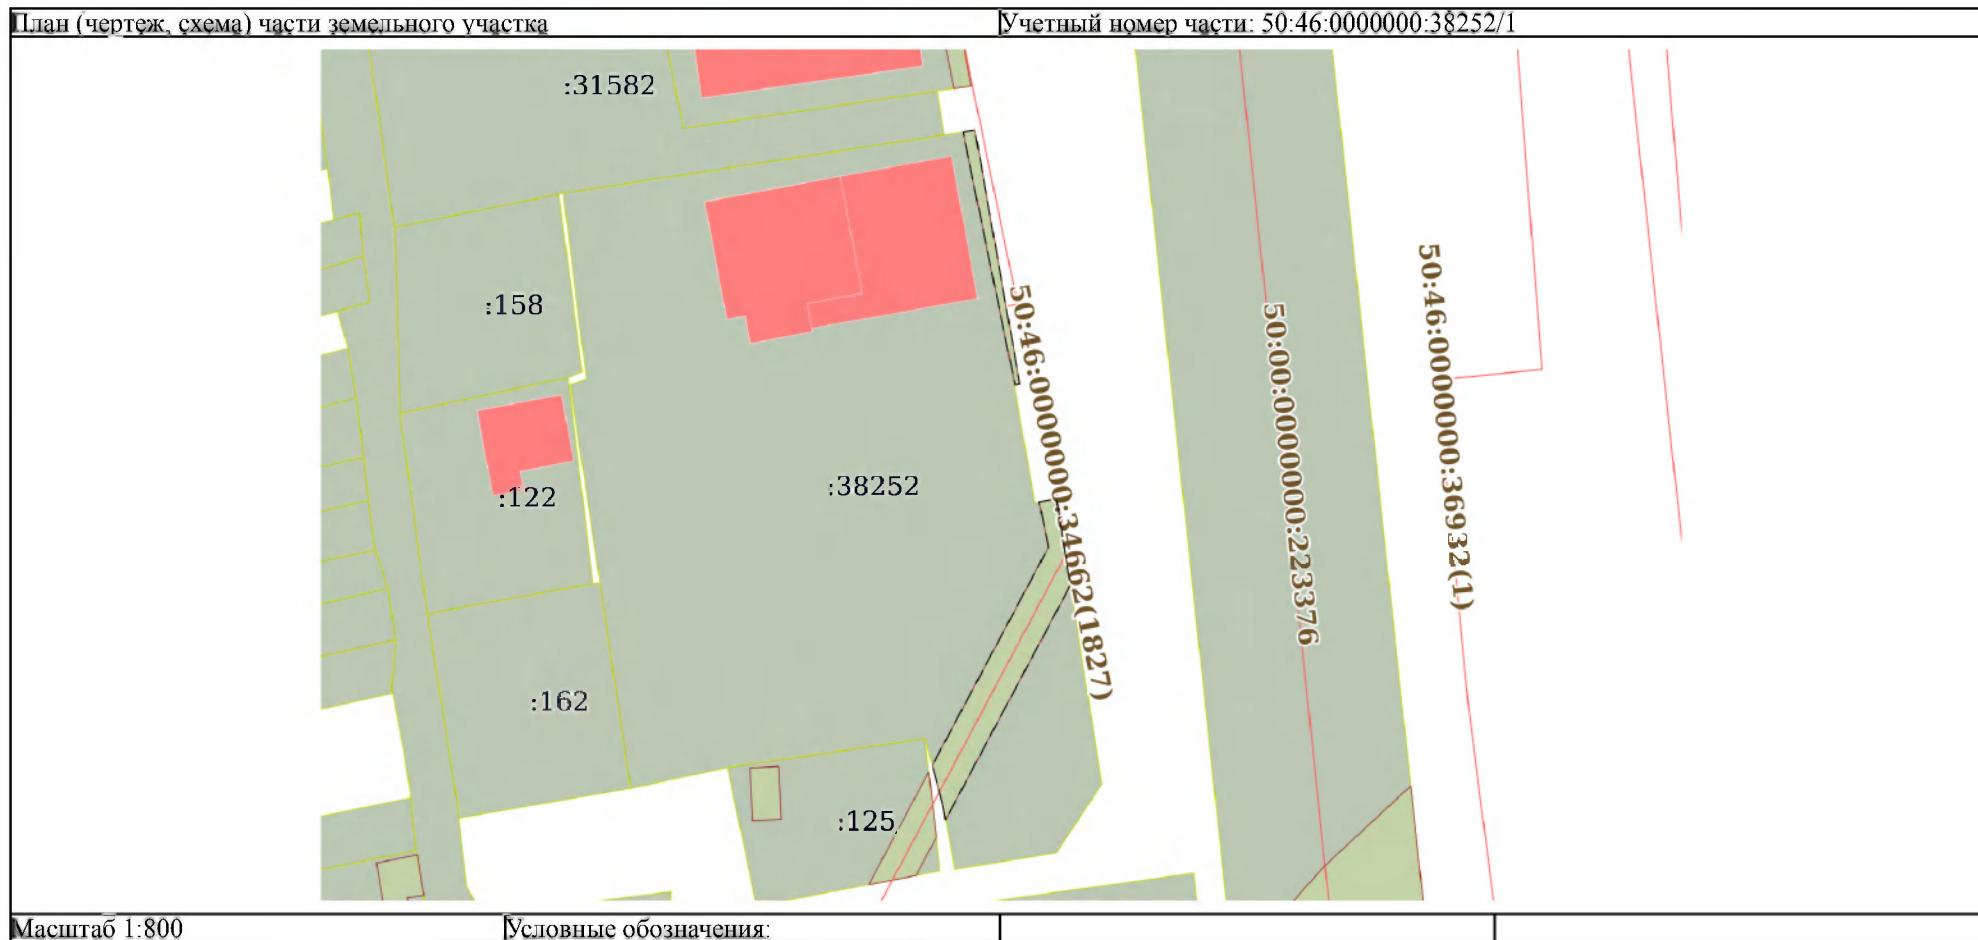 План (чертеж, схема) части земельного участка
Учетный номер части: 50:46:0000000:38252/1
:31582
:158
:122
:38252
:162
:125
50:46:0000000:34662(1827)
50:00:0000000:223376
50:46:0000000:36932(1)
Масштаб 1:800
Условные обозначения: